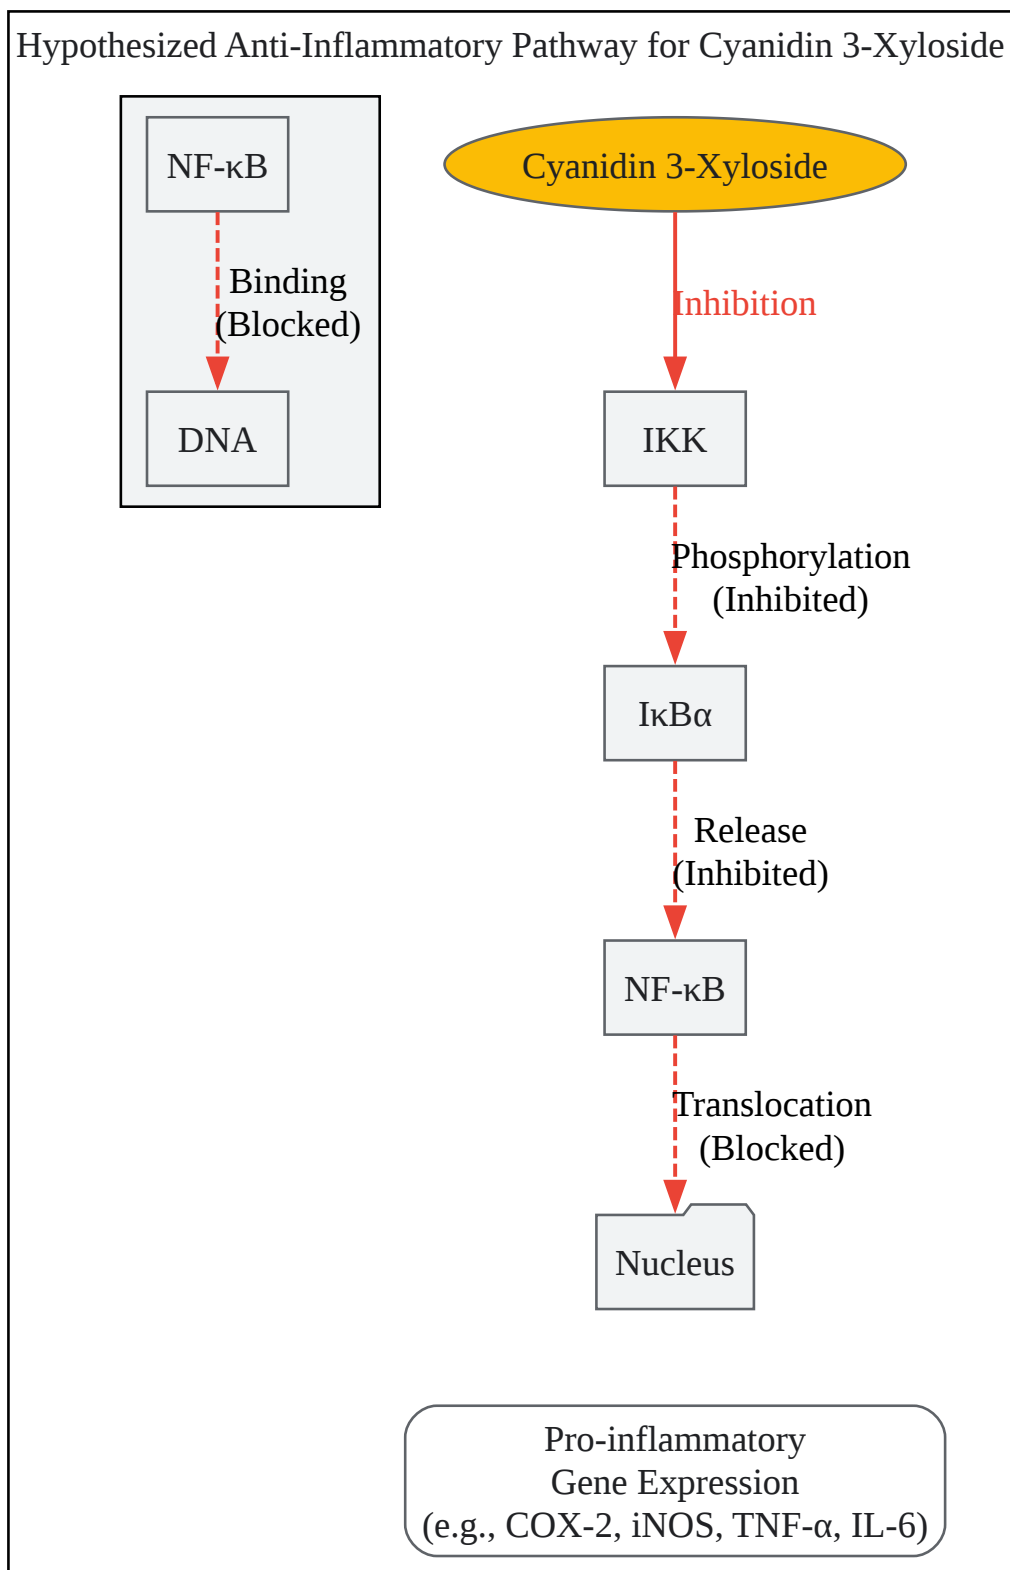 Hypothesized Anti-Inflammatory Pathway for Cyanidin 3-Xyloside
NF-κB
Binding
(Blocked)
DNA
Cyanidin 3-Xyloside
Inhibition
IKK
Phosphorylation
(Inhibited)
IκBα
Release
(Inhibited)
NF-κB
Translocation
(Blocked)
Nucleus
Pro-inflammatory
Gene Expression
(e.g., COX-2, iNOS, TNF-α, IL-6)